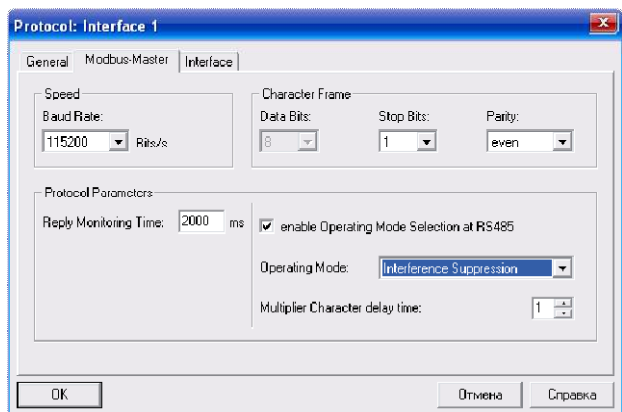 Protocol: Interface 1
General Modbus-Master Interface
Speed
Baud Rate:
115200 Bits/s
Character Frame
Data Bits: Stop Bits: Parity:
8 1 even
Protocol Parameters
Reply Monitoring Time: 2000 ms
enable Operating Mode Selection at RS485
Operating Mode: Interference Suppression
Multiplier Character delay time: 1
OK Отмена Справка